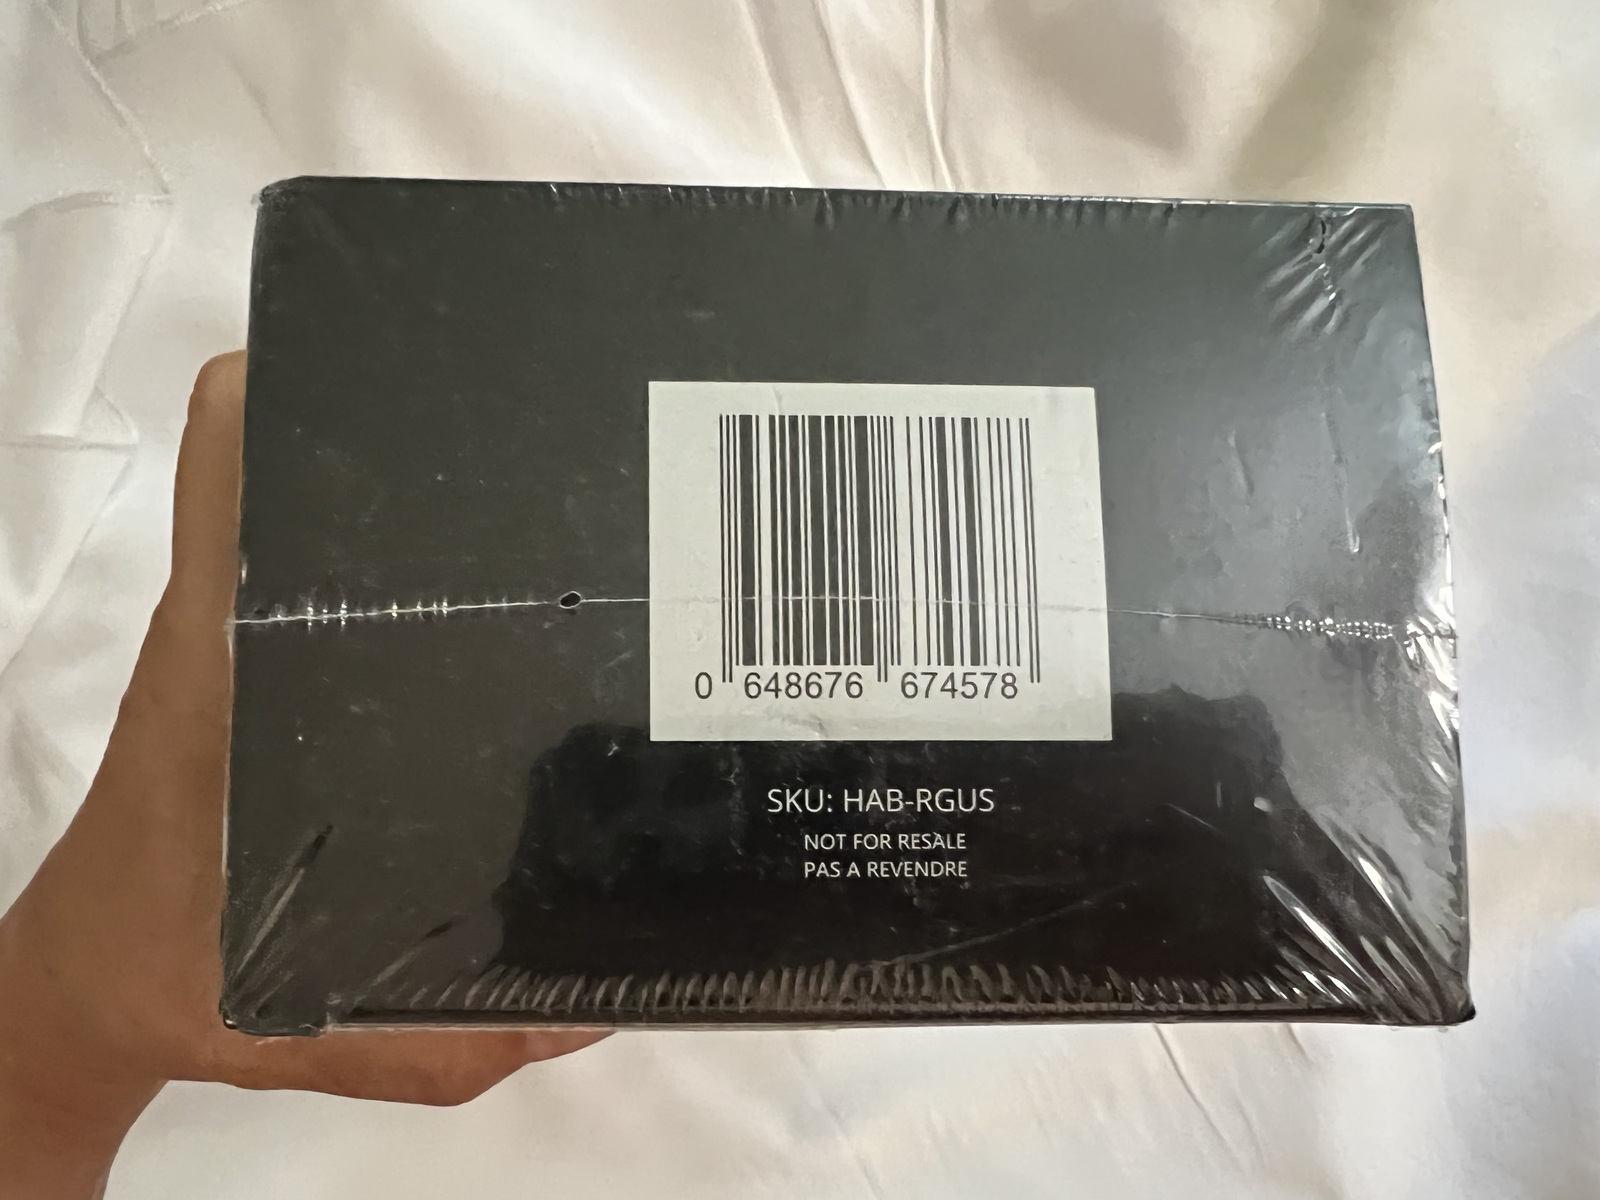 0 648676 674578
SKU: HAB-RGUS
NOT FOR RESALE
PAS A REVENDRE